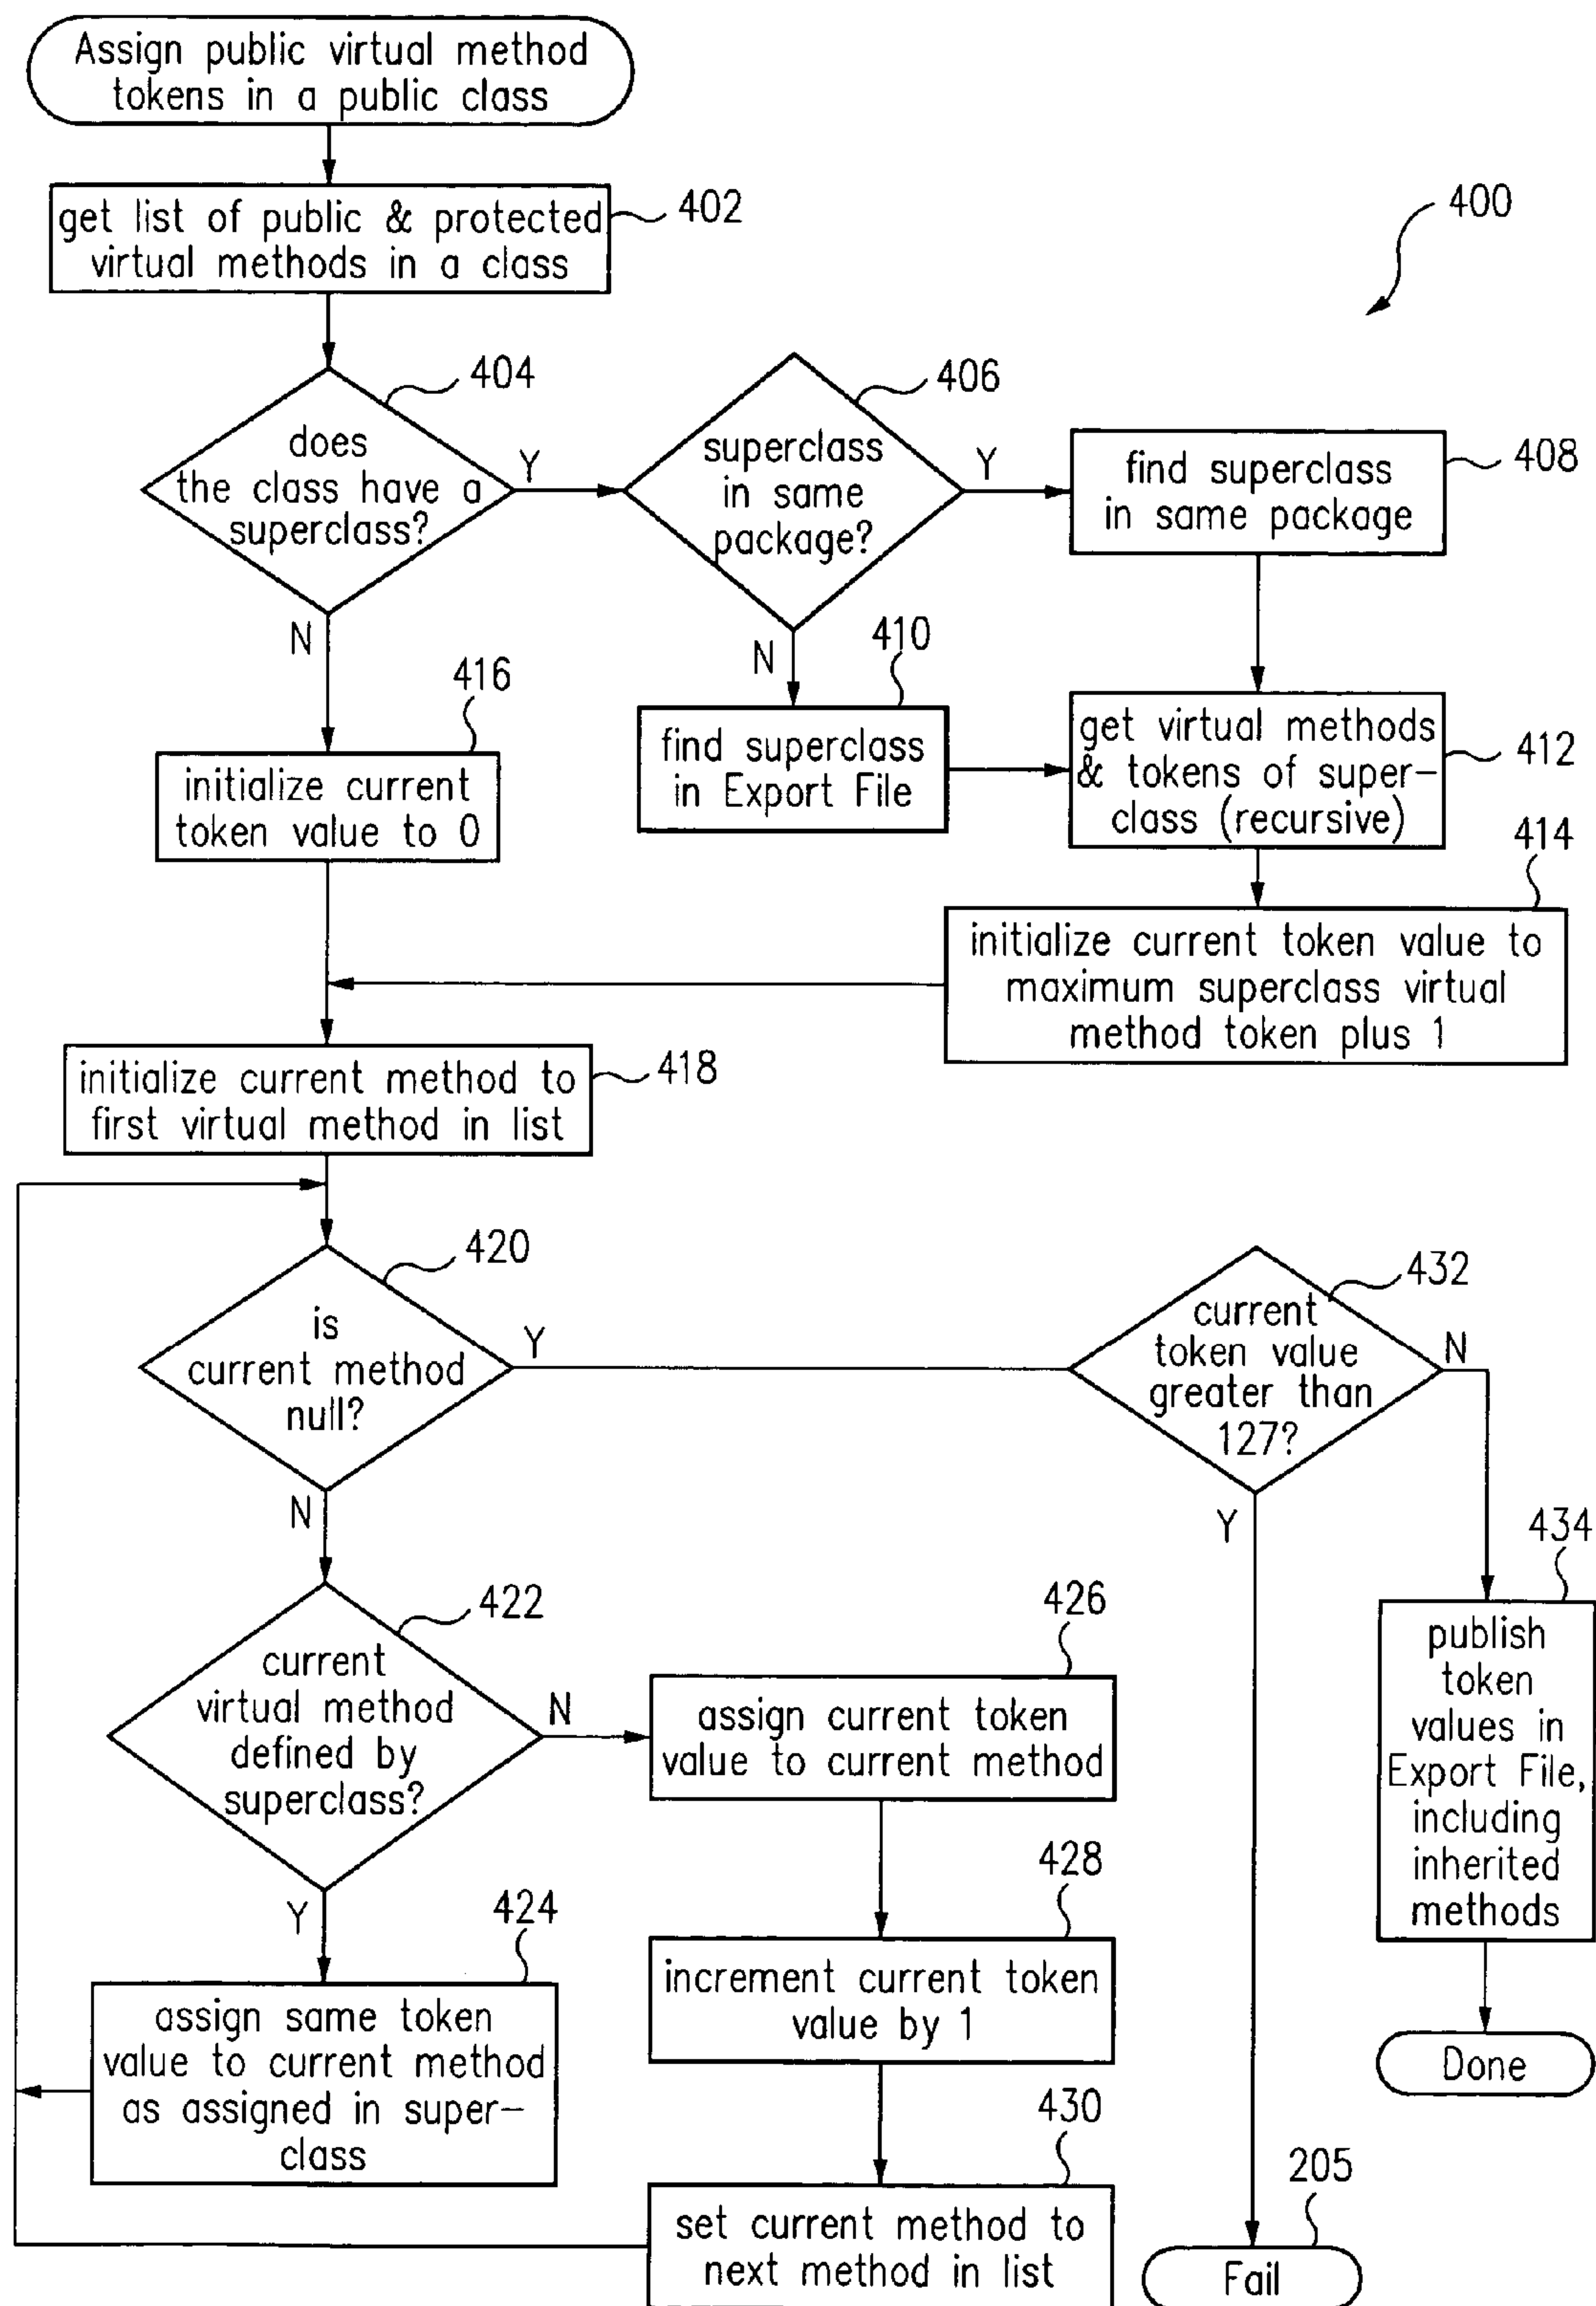 Assign public virtual method
tokens in a public class
get list of public & protected
virtual methods in a class
402
400
404
does
the class have a
superclass?
Y
N
406
superclass
in same
package?
Y
N
408
find superclass
in same package
410
find superclass
in Export File
412
get virtual methods
& tokens of super-
class (recursive)
414
initialize current token value to
maximum superclass virtual
method token plus 1
416
initialize current
token value to 0
418
initialize current method to
first virtual method in list
420
is
current method
null?
Y
N
432
current
token value
greater than
127?
N
Y
422
current
virtual method
defined by
superclass?
N
Y
426
assign current token
value to current method
434
publish
token
values in
Export File,
including
inherited
methods
424
assign same token
value to current method
as assigned in super-
class
428
increment current token
value by 1
Done
430
set current method to
next method in list
205
Fail